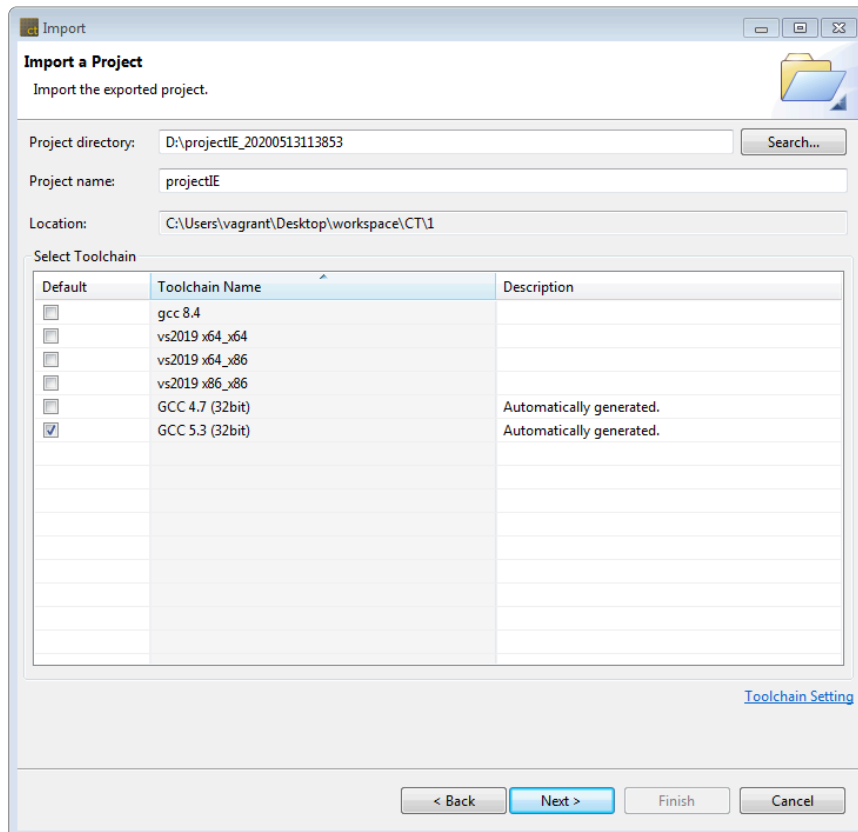 ct Import
Import a Project
Import the exported project.
Project directory: D:\projectIE_20200513113853 Search...
Project name: projectIE
Location: C:\Users\vagrant\Desktop\workspace\CT\1
Select Toolchain
Default Toolchain Name Description
gcc 8.4
vs2019 x64_x64
vs2019 x64_x86
vs2019 x86_x86
GCC 4.7 (32bit) Automatically generated.
GCC 5.3 (32bit) Automatically generated.
Toolchain Setting
< Back Next > Finish Cancel